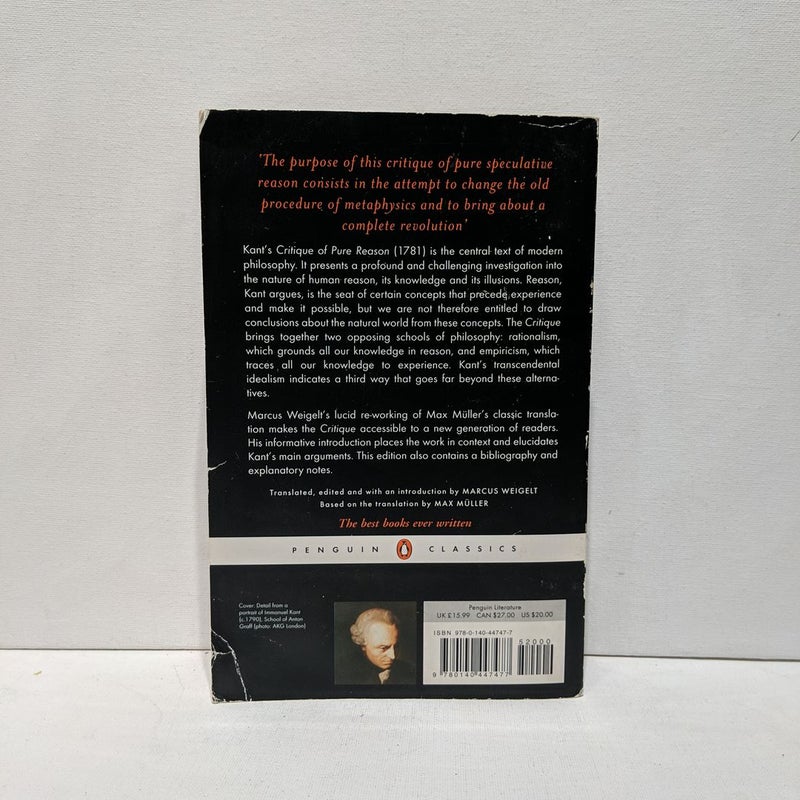 'The purpose of this critique of pure speculative
reason consists in the attempt to change the old
procedure of metaphysics and to bring about a
complete revolution'
Kant's Critique of Pure Reason (1781) is the central text of modern
philosophy. It presents a profound and challenging investigation into
the nature of human reason, its knowledge and its illusions. Reason,
Kant argues, is the seat of certain concepts that precede experience
and make it possible, but we are not therefore entitled to draw
conclusions about the natural world from these concepts. The Critique
brings together two opposing schools of philosophy: rationalism,
which grounds all our knowledge in reason, and empiricism, which
traces all our knowledge to experience. Kant's transcendental
idealism indicates a third way that goes far beyond these alterna-
tives.
Marcus Weigelt's lucid re-working of Max Müller's classic transla-
tion makes the Critique accessible to a new generation of readers.
His informative introduction places the work in context and elucidates
Kant's main arguments. This edition also contains a bibliography and
explanatory notes.
Translated, edited and with an introduction by MARCUS WEIGELT
Based on the translation by MAX MÜLLER
The best books ever written
PENGUIN CLASSICS
Cover: Detail from a
portrait of Immanuel Kant
(c.1790), School of Anton
Graff (photo: AKG London)
Penguin Literature
UK £15.99 CAN $27.00 US $20.00
ISBN 978-0-140-44747-7
52000
9 780140 447477